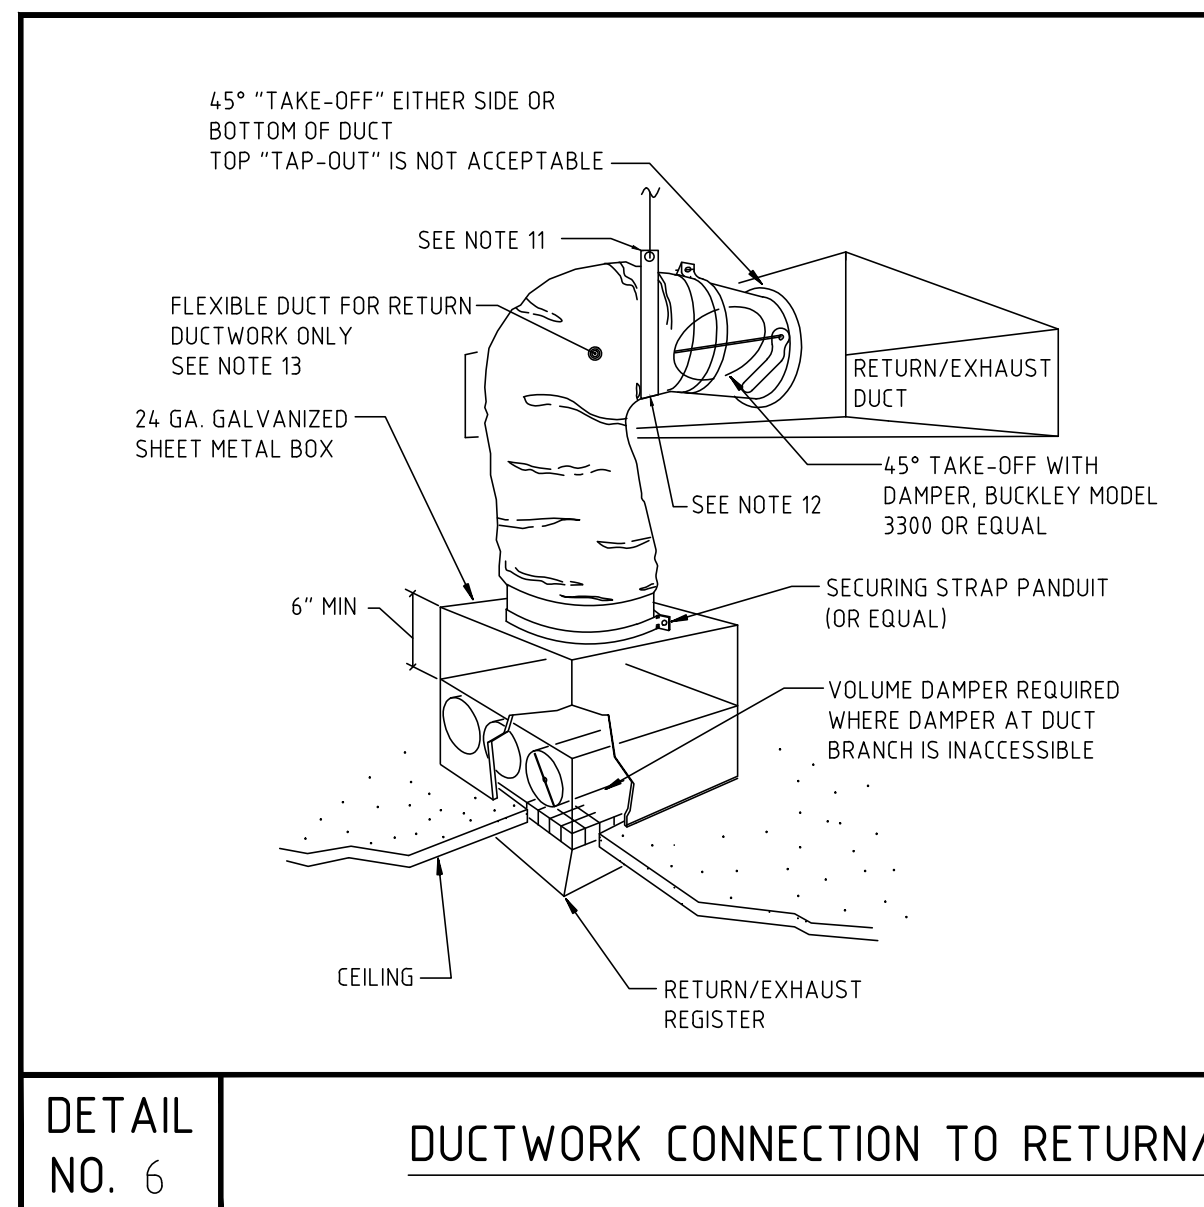 45° "TAKE-OFF" EITHER SIDE OR
BOTTOM OF DUCT
TOP "TAP-OUT" IS NOT ACCEPTABLE
SEE NOTE 11
FLEXIBLE DUCT FOR RETURN
DUCTWORK ONLY
SEE NOTE 13
RETURN/EXHAUST
DUCT
24 GA. GALVANIZED
SHEET METAL BOX
45° TAKE-OFF WITH
DAMPER, BUCKLEY MODEL
3300 OR EQUAL
SEE NOTE 12
SECURING STRAP PANDUIT
(OR EQUAL)
6" MIN
VOLUME DAMPER REQUIRED
WHERE DAMPER AT DUCT
BRANCH IS INACCESSIBLE
CEILING
RETURN/EXHAUST
REGISTER
DETAIL
NO. 6
DUCTWORK CONNECTION TO RETURN/